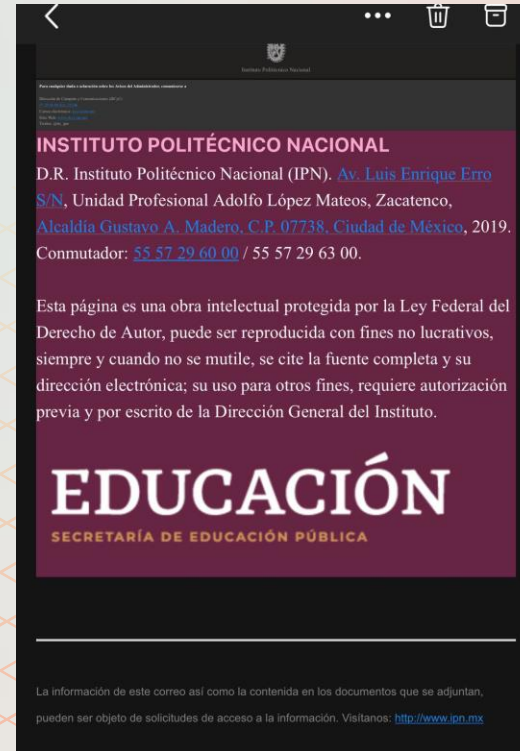 Instituto Politécnico Nacional
INSTITUTO POLITÉCNICO NACIONAL
D.R. Instituto Politécnico Nacional (IPN). Av. Luis Enrique Erro
S/N, Unidad Profesional Adolfo López Mateos, Zacatenco,
Alcaldía Gustavo A. Madero, C.P. 07738, Ciudad de México, 2019.
Conmutador: 55 57 29 60 00 / 55 57 29 63 00.
Esta página es una obra intelectual protegida por la Ley Federal del
Derecho de Autor, puede ser reproducida con fines no lucrativos,
siempre y cuando no se mutile, se cite la fuente completa y su
dirección electrónica; su uso para otros fines, requiere autorización
previa y por escrito de la Dirección General del Instituto.
EDUCACIÓN
SECRETARÍA DE EDUCACIÓN PÚBLICA
La información de este correo así como la contenida en los documentos que se adjuntan,
pueden ser objeto de solicitudes de acceso a la información. Visítanos: http://www.ipn.mx